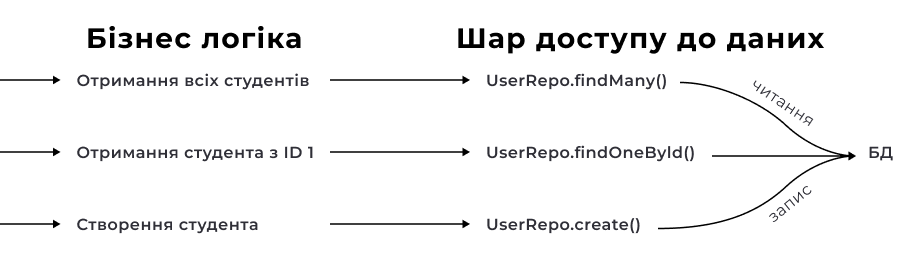 Бізнес логіка
Шар доступу до даних
Отримання всіх студентів
UserRepo.findMany()
читання
Отримання студента з ID 1
UserRepo.findOneById()
БД
Створення студента
UserRepo.create()
запис